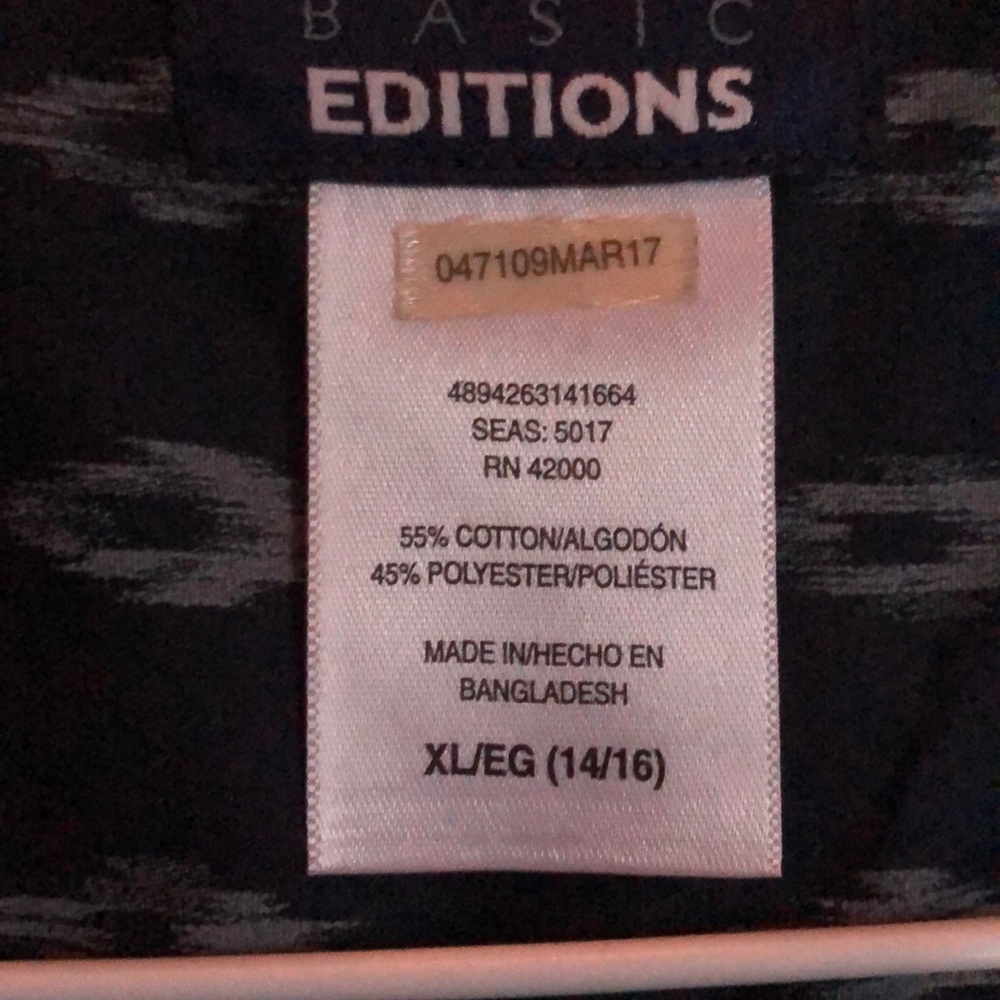 BASIC
EDITIONS
047109MAR17
4894263141664
SEAS: 5017
RN 42000
55% COTTON/ALGODÓN
45% POLYESTER/POLIÉSTER
MADE IN/HECHO EN
BANGLADESH
XL/EG (14/16)